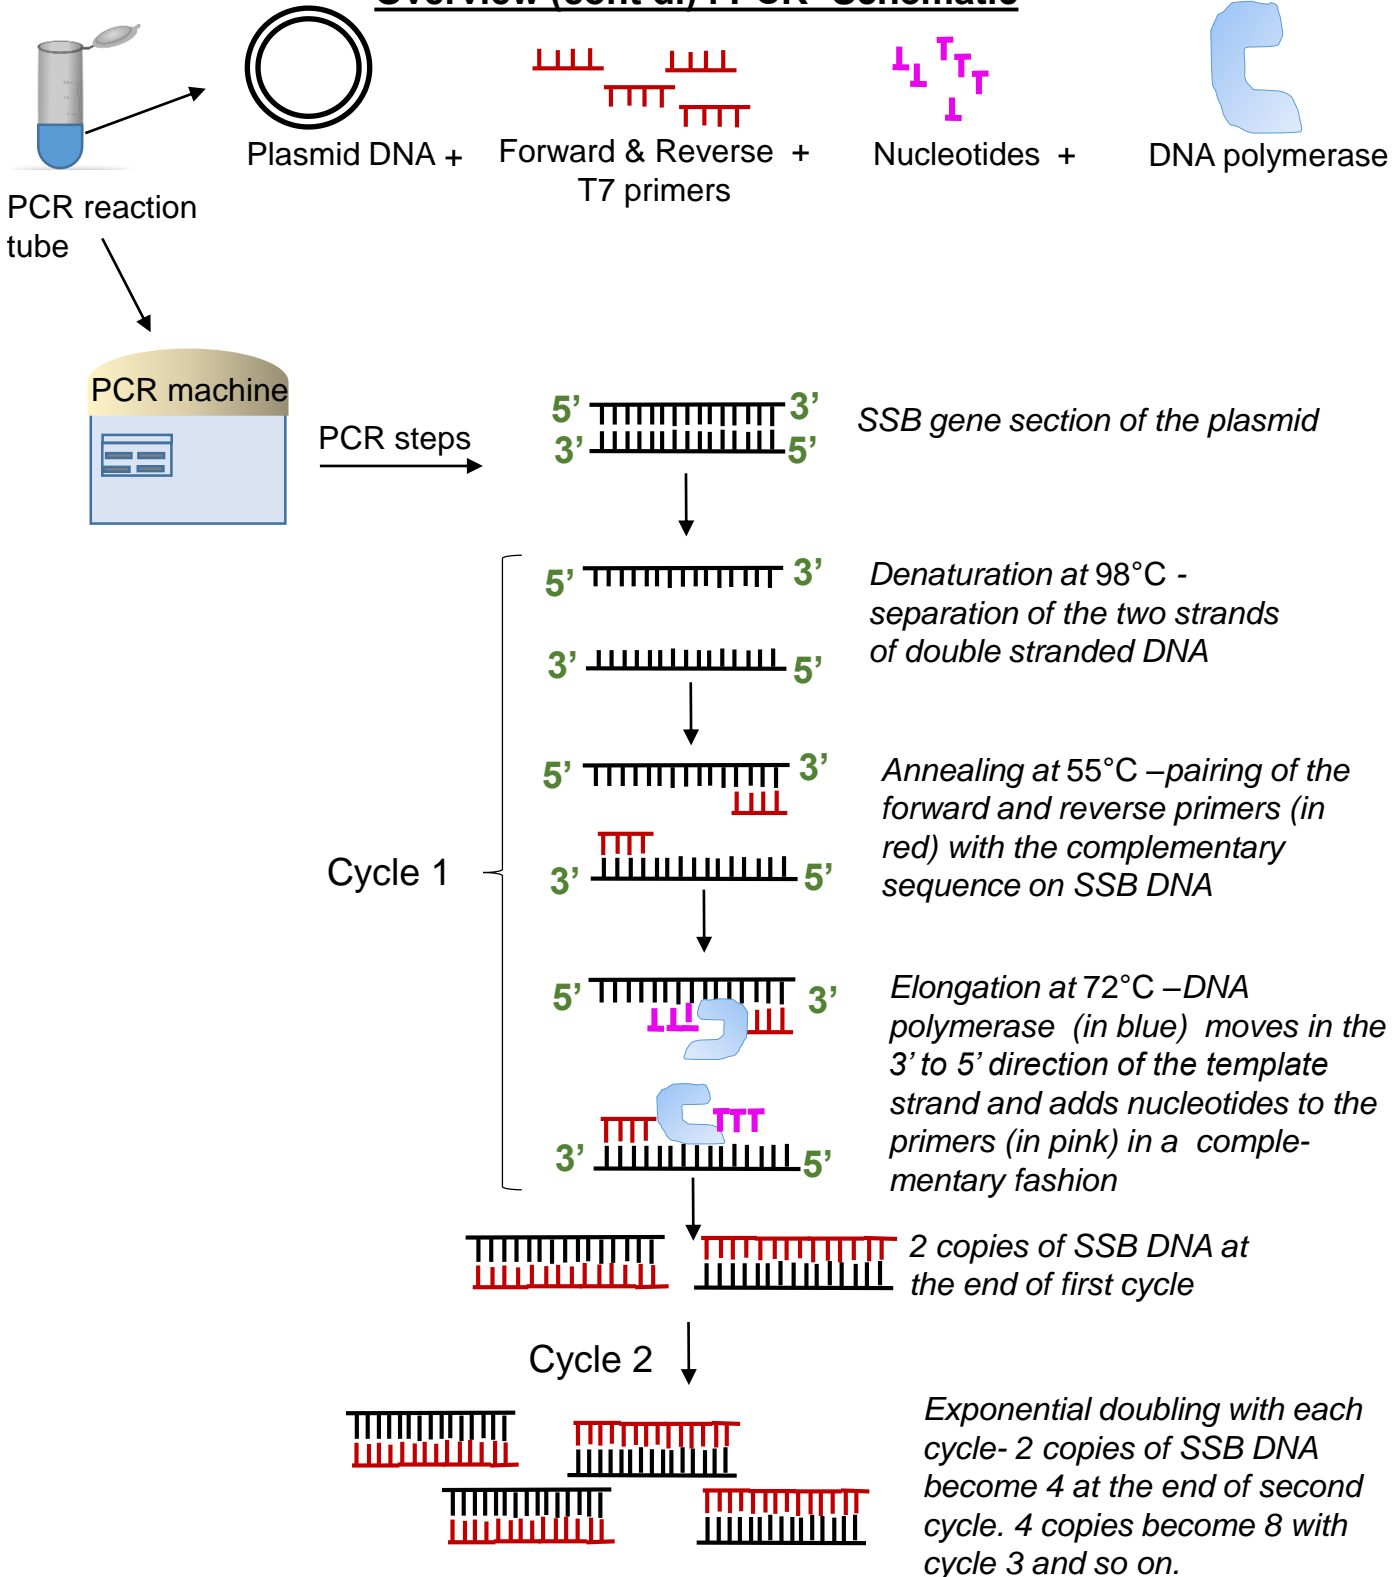 Overview (cont'd.) : PCR Schematic
Plasmid DNA +
Forward & Reverse +
T7 primers
Nucleotides +
DNA polymerase
PCR reaction
tube
PCR machine
PCR steps
5’ 3’
3’ 5’
SSB gene section of the plasmid
Cycle 1
5’ 3’
3’ 5’
Denaturation at 98°C -
separation of the two strands
of double stranded DNA
5’ 3’
3’ 5’
Annealing at 55°C –pairing of the
forward and reverse primers (in
red) with the complementary
sequence on SSB DNA
5’ 3’
3’ 5’
Elongation at 72°C –DNA
polymerase (in blue) moves in the
3’ to 5’ direction of the template
strand and adds nucleotides to the
primers (in pink) in a comple-
mentary fashion
2 copies of SSB DNA at
the end of first cycle
Cycle 2
Exponential doubling with each
cycle- 2 copies of SSB DNA
become 4 at the end of second
cycle. 4 copies become 8 with
cycle 3 and so on.